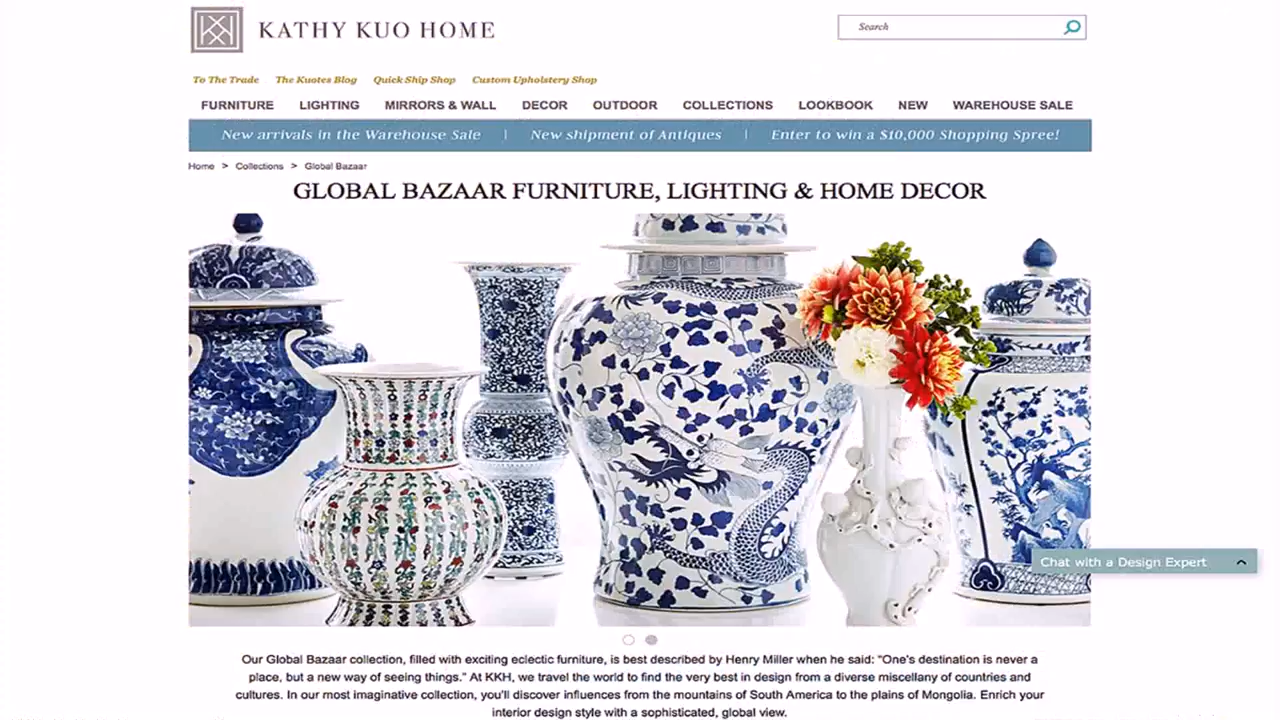 KATHY KUO HOME
Search
To The Trade The Kuotes Blog Quick Ship Shop Custom Upholstery Shop
FURNITURE LIGHTING MIRRORS & WALL DECOR OUTDOOR COLLECTIONS LOOKBOOK NEW WAREHOUSE SALE
New arrivals in the Warehouse Sale | New shipment of Antiques | Enter to win a $10,000 Shopping Spree!
Home > Collections > Global Bazaar
GLOBAL BAZAAR FURNITURE, LIGHTING & HOME DECOR
Chat with a Design Expert
Our Global Bazaar collection, filled with exciting eclectic furniture, is best described by Henry Miller when he said: "One's destination is never a
place, but a new way of seeing things." At KKH, we travel the world to find the very best in design from a diverse miscellany of countries and
cultures. In our most imaginative collection, you'll discover influences from the mountains of South America to the plains of Mongolia. Enrich your
interior design style with a sophisticated, global view.